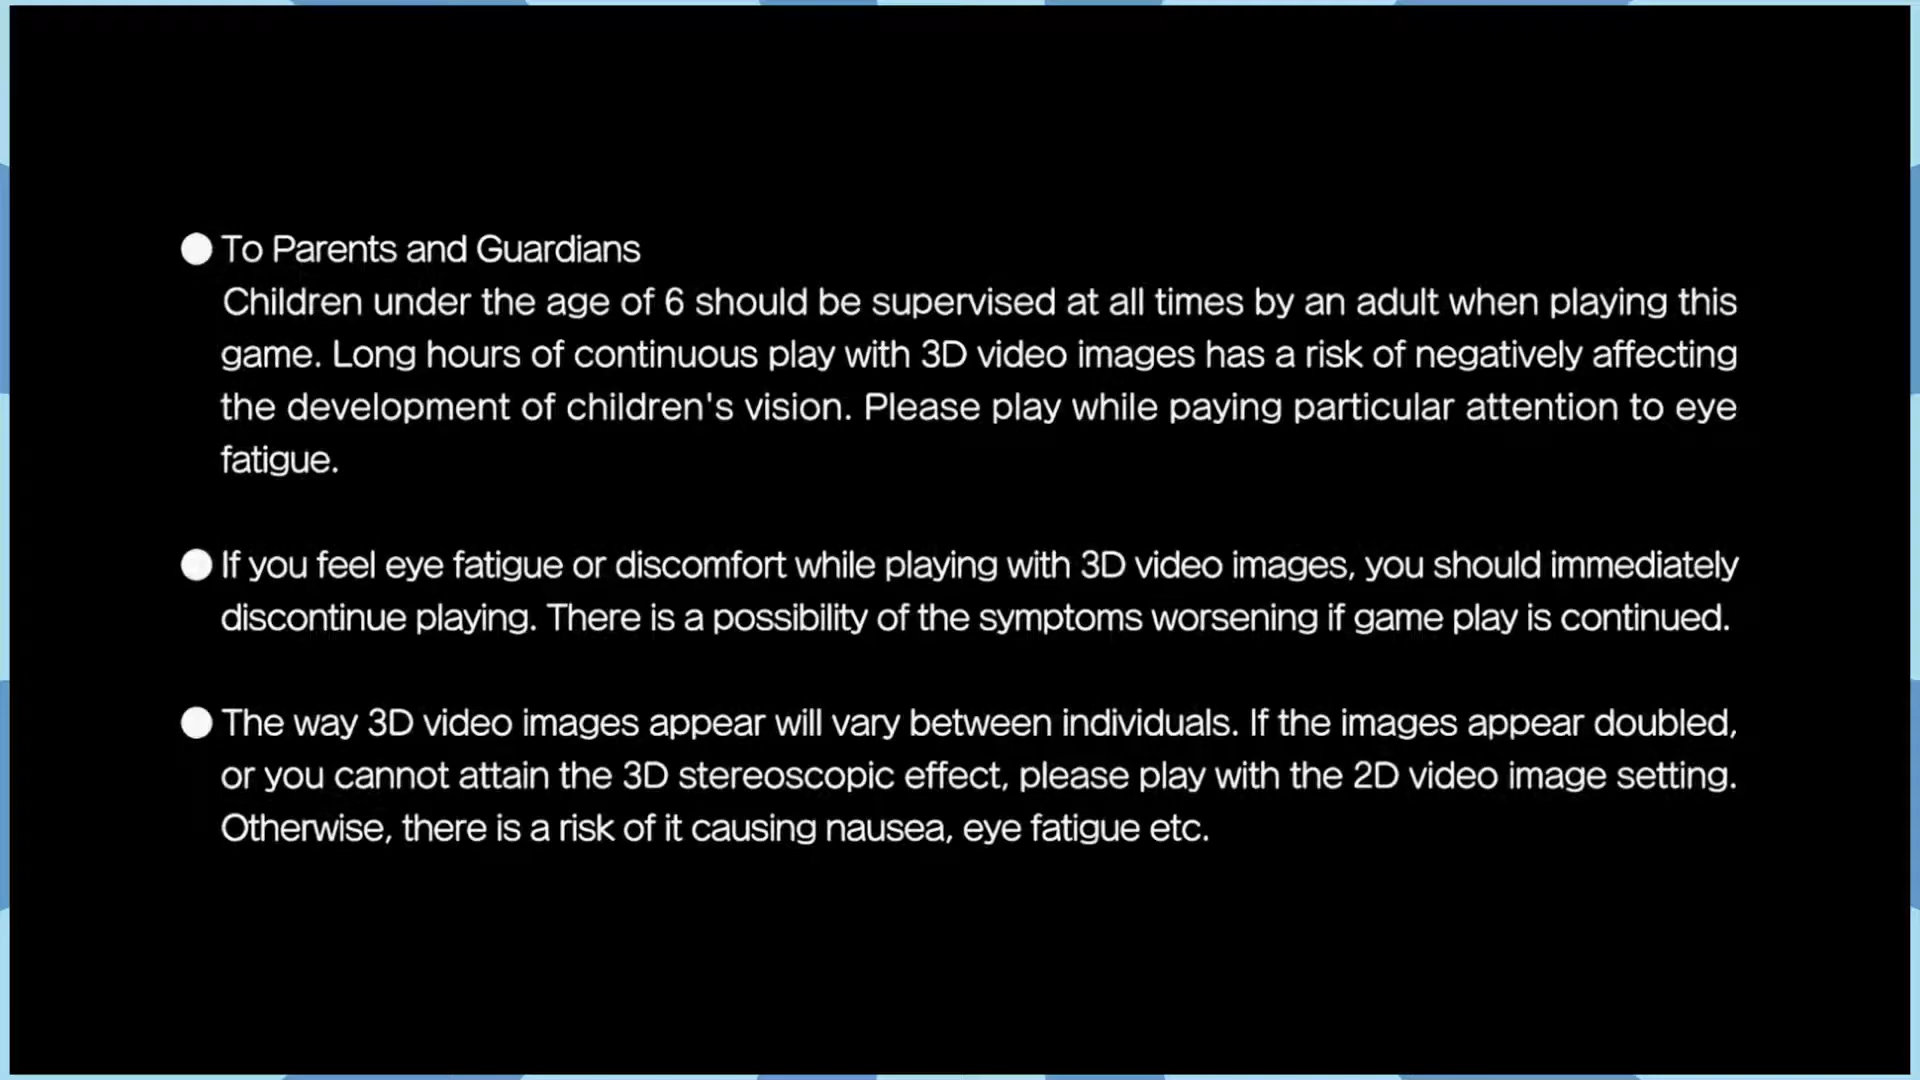 ● To Parents and Guardians
Children under the age of 6 should be supervised at all times by an adult when playing this
game. Long hours of continuous play with 3D video images has a risk of negatively affecting
the development of children's vision. Please play while paying particular attention to eye
fatigue.
● If you feel eye fatigue or discomfort while playing with 3D video images, you should immediately
discontinue playing. There is a possibility of the symptoms worsening if game play is continued.
● The way 3D video images appear will vary between individuals. If the images appear doubled,
or you cannot attain the 3D stereoscopic effect, please play with the 2D video image setting.
Otherwise, there is a risk of it causing nausea, eye fatigue etc.